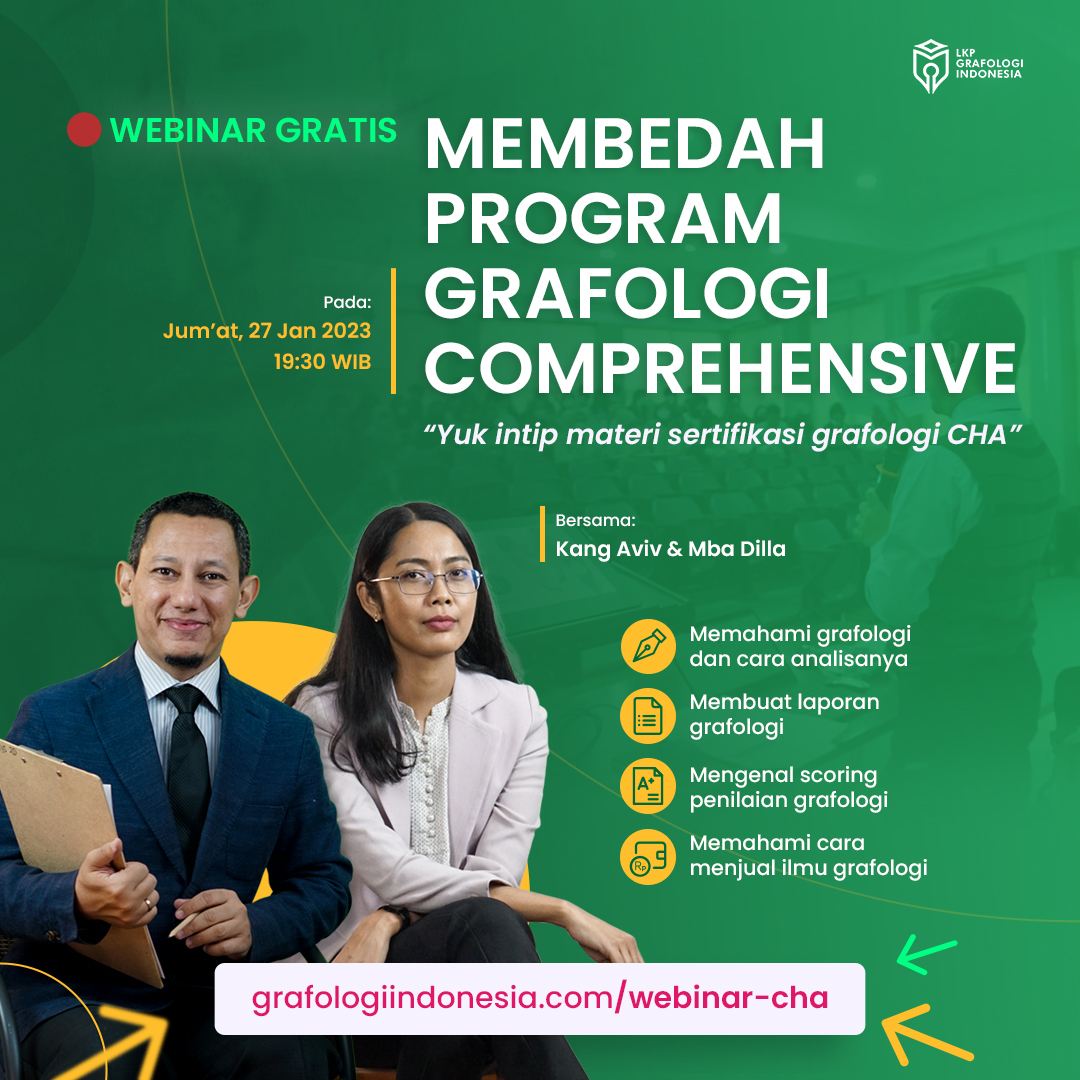 LKP
GRAFOLOGI
INDONESIA
WEBINAR GRATIS
MEMBEDAH
PROGRAM
GRAFOLOGI
COMPREHENSIVE
Pada:
Jum'at, 27 Jan 2023
19:30 WIB
“Yuk intip materi sertifikasi grafologi CHA”
Bersama:
Kang Aviv & Mba Dilla
Memahami grafologi
dan cara analisanya
Membuat laporan
grafologi
A+
Mengenal scoring
penilaian grafologi
Rp
Memahami cara
menjual ilmu grafologi
grafologiindonesia.com/webinar-cha